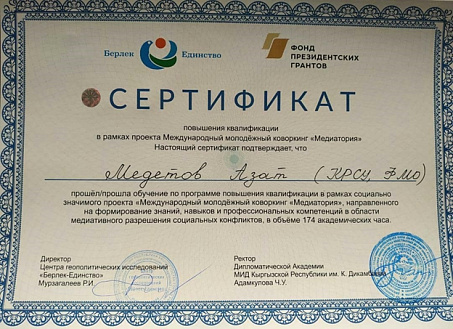 Берлек Единство
ФОНД
ПРЕЗИДЕНТСКИХ
ГРАНТОВ
СЕРТИФИКАТ
повышения квалификации
в рамках проекта Международный молодёжный коворкинг «Медиатория»
Настоящий сертификат подтверждает, что
Медетов Азат (КРСУ, ЭМО)
прошёл/прошла обучение по программе повышения квалификации в рамках социально
значимого проекта «Международный молодёжный коворкинг «Медиатория», направленного
на формирование знаний, навыков и профессиональных компетенций в области
медиативного разрешения социальных конфликтов, в объёме 174 академических часа.
Директор
Центра геополитических исследований
«Берлек-Единство»
Мурзагалеев Р.И.
Ректор
Дипломатической Академии
МИД Кыргызской Республики им. К. Дикамбаева
Адамкулова Ч.У.